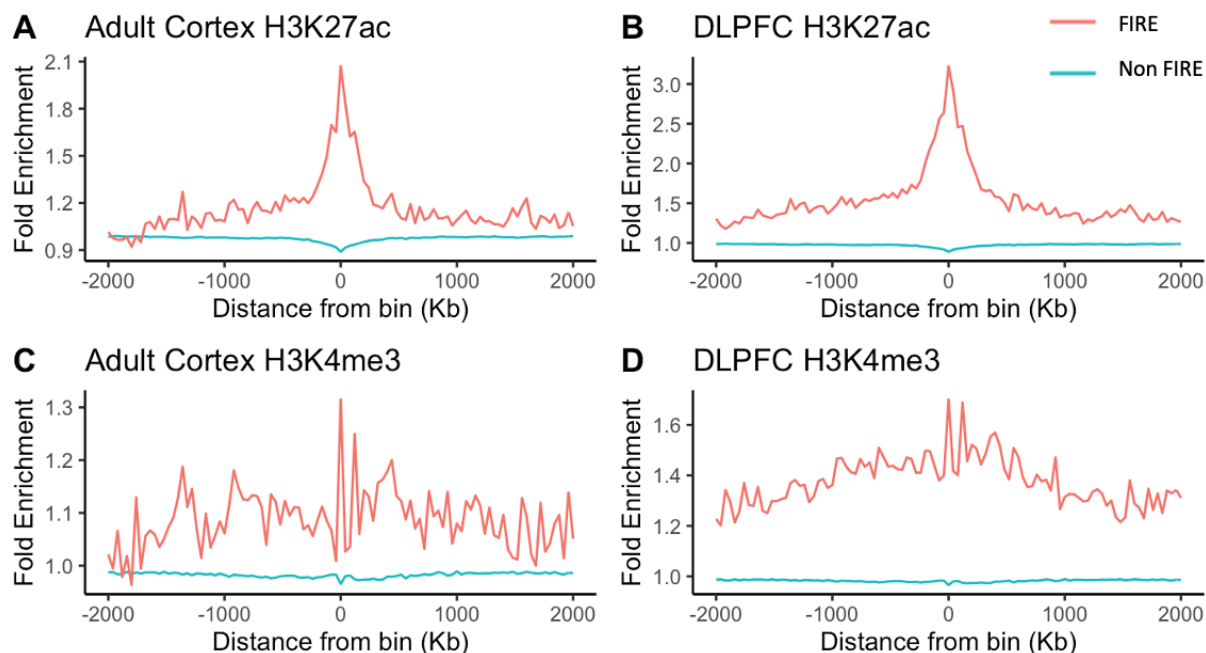 A Adult Cortex H3K27ac
Fold Enrichment
2.1
1.8
1.5
1.2
0.9
-2000 -1000 0 1000 2000
Distance from bin (Kb)
B DLPFC H3K27ac
FIRE
Non FIRE
Fold Enrichment
3.0
2.5
2.0
1.5
1.0
-2000 -1000 0 1000 2000
Distance from bin (Kb)
C Adult Cortex H3K4me3
Fold Enrichment
1.3
1.2
1.1
1.0
-2000 -1000 0 1000 2000
Distance from bin (Kb)
D DLPFC H3K4me3
Fold Enrichment
1.6
1.4
1.2
1.0
-2000 -1000 0 1000 2000
Distance from bin (Kb)